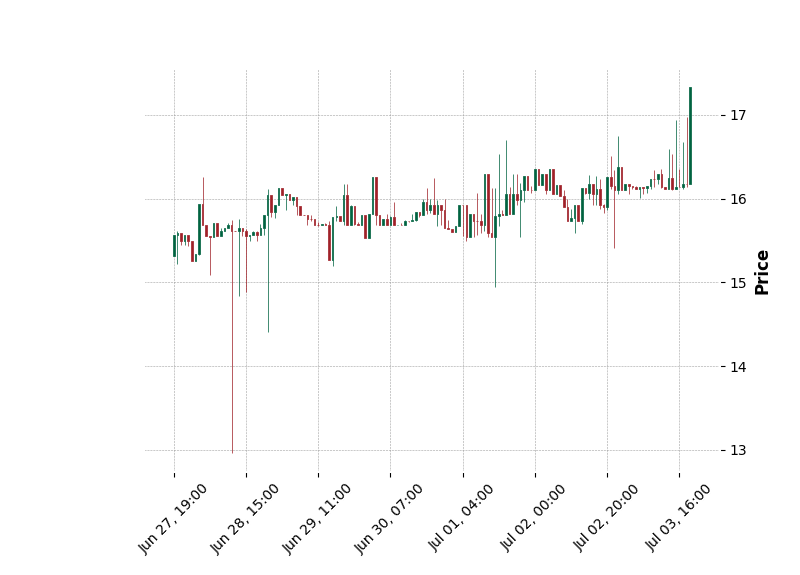 17
16
15
14
13
Price
Jun 27, 19:00
Jun 28, 15:00
Jun 29, 11:00
Jun 30, 07:00
Jul 01, 04:00
Jul 02, 00:00
Jul 02, 20:00
Jul 03, 16:00